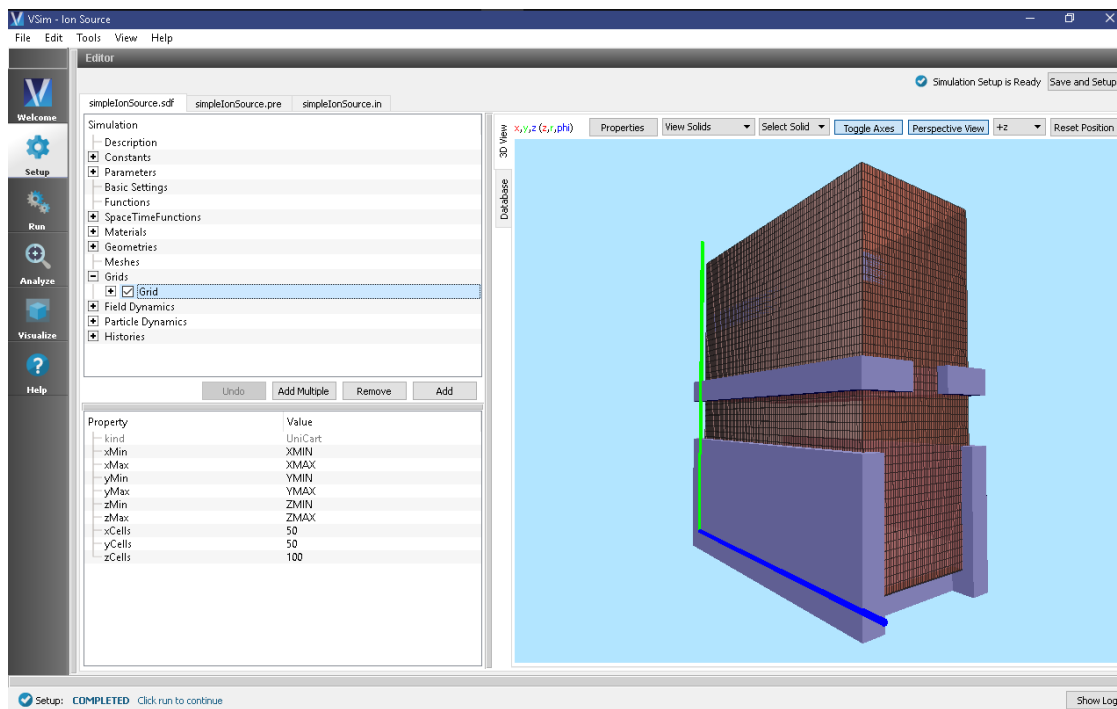 VSim - Ion Source
File Edit Tools View Help
Editor
Simulation Setup is Ready Save and Setup
simpleIonSource.sdf simpleIonSource.pre simpleIonSource.in
Welcome
Setup
Run
Analyze
Visualize
Help
Simulation
Description
Constants
Parameters
Basic Settings
Functions
SpaceTimeFunctions
Materials
Geometries
Meshes
Grids
Grid
Field Dynamics
Particle Dynamics
Histories
Undo Add Multiple Remove Add
Property Value
kind UniCart
xMin XMIN
xMax XMAX
yMin YMIN
yMax YMAX
zMin ZMIN
zMax ZMAX
xCells 50
yCells 50
zCells 100
3D View
Database
x,y,z (z,r,phi) Properties View Solids Select Solid Toggle Axes Perspective View +z Reset Position
Setup: COMPLETED Click run to continue
Show Log